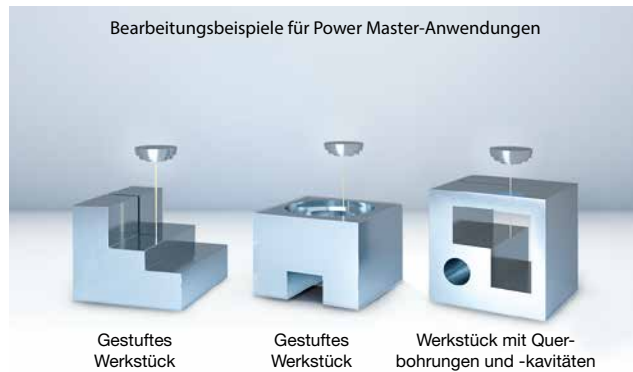 Bearbeitungsbeispiele für Power Master-Anwendungen
Gestuftes
Werkstück
Gestuftes
Werkstück
Werkstück mit Quer-
bohrungen und -kavitäten